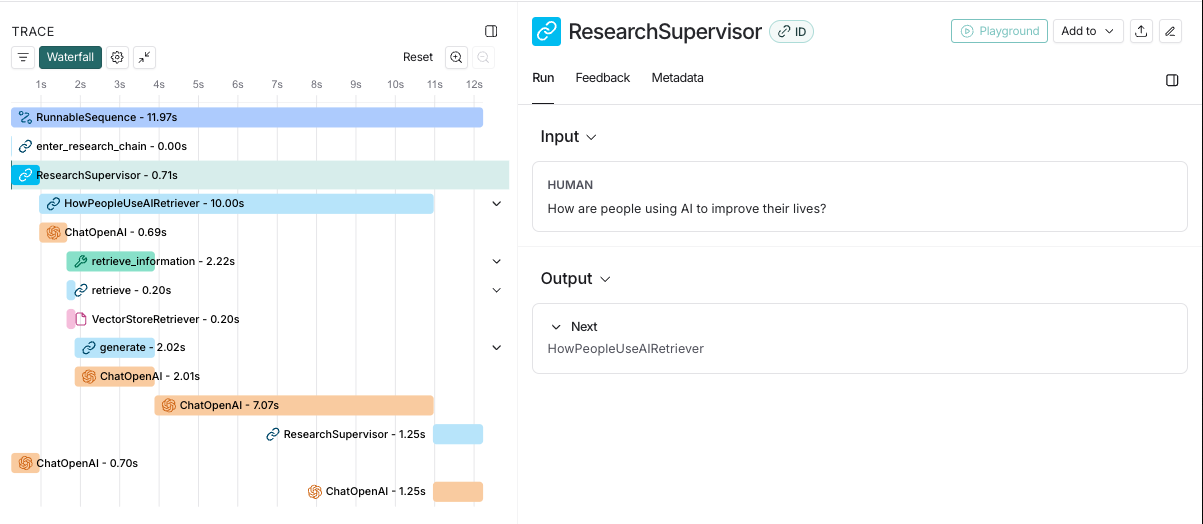 TRACE
Waterfall
Reset
1s 2s 3s 4s 5s 6s 7s 8s 9s 10s 11s 12s
RunnableSequence - 11.97s
enter_research_chain - 0.00s
ResearchSupervisor - 0.71s
HowPeopleUseAIRetriever - 10.00s
ChatOpenAI - 0.69s
retrieve_information - 2.22s
retrieve - 0.20s
VectorStoreRetriever - 0.20s
generate - 2.02s
ChatOpenAI - 2.01s
ChatOpenAI - 7.07s
ResearchSupervisor - 1.25s
ChatOpenAI - 0.70s
ChatOpenAI - 1.25s
ResearchSupervisor
ID
Playground
Add to
Run Feedback Metadata
Input
HUMAN
How are people using AI to improve their lives?
Output
Next
HowPeopleUseAIRetriever